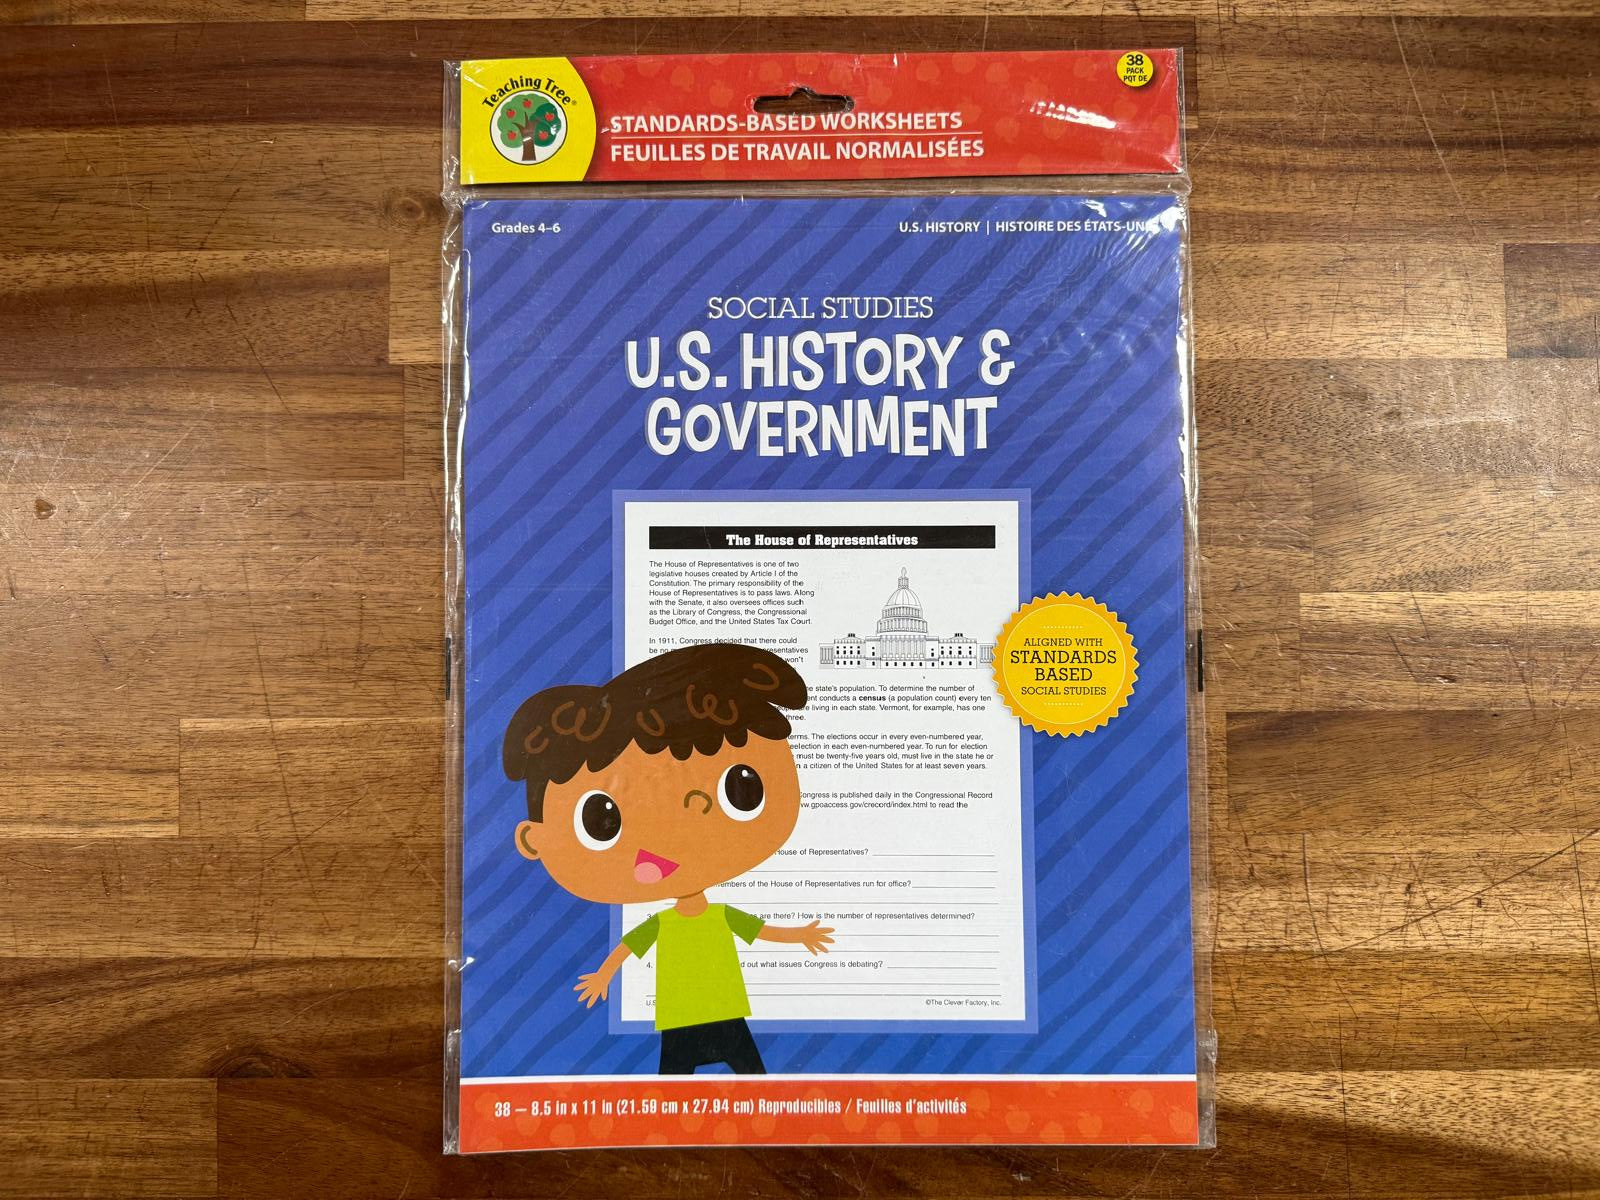 Teaching Tree®
STANDARDS-BASED WORKSHEETS
FEUILLES DE TRAVAIL NORMALISÉES
38
PACK
PQT DE
Grades 4–6
U.S. HISTORY | HISTOIRE DES ÉTATS-UN
SOCIAL STUDIES
U.S. HISTORY &
GOVERNMENT
The House of Representatives
The House of Representatives is one of two
legislative houses created by Article I of the
Constitution. The primary responsibility of the
House of Representatives is to pass laws. Along
with the Senate, it also oversees offices such
as the Library of Congress, the Congressional
Budget Office, and the United States Tax Court.
In 1911, Congress decided that there could
be no
won't
the state's population. To determine the number of
conducts a census (a population count) every ten
living in each state. Vermont, for example, has one
three.
terms. The elections occur in every even-numbered year,
in each even-numbered year. To run for election
must be twenty-five years old, must live in the state he or
a citizen of the United States for at least seven years.
Congress is published daily in the Congressional Record
.gpoaccess.gov/crecord/index.html to read the
House of Representatives?
members of the House of Representatives run for office?
3.
are there? How is the number of representatives determined?
4.
out what issues Congress is debating?
U.S
©The Clever Factory, Inc.
ALIGNED WITH
STANDARDS
BASED
SOCIAL STUDIES
38 – 8.5 in x 11 in (21.59 cm x 27.94 cm) Reproducibles / Feuilles d'activités